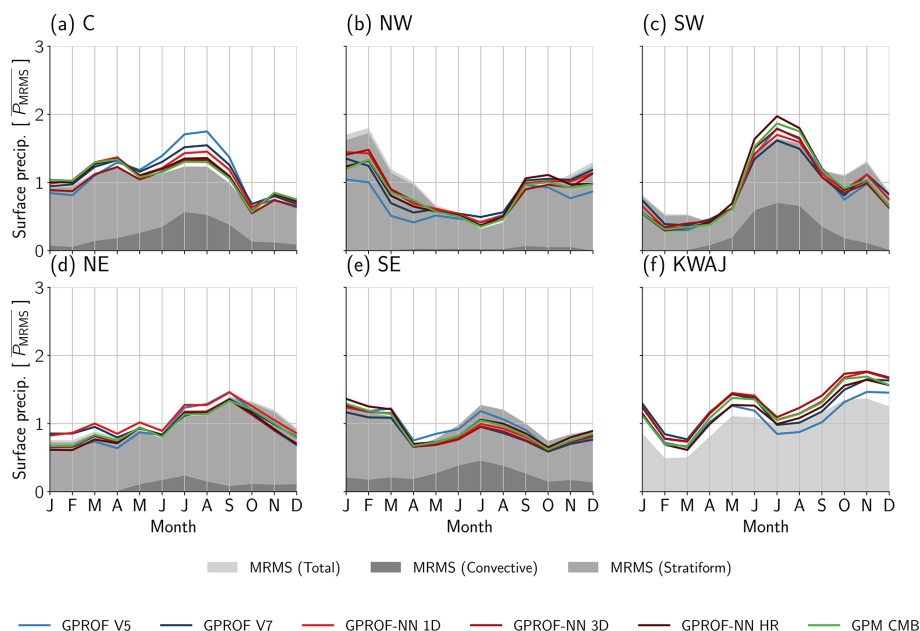 (a) C
(b) NW
(c) SW
Surface precip. [ P_MRMS ]
3
2
1
0
(d) NE
(e) SE
(f) KWAJ
Surface precip. [ P_MRMS ]
3
2
1
0
J F M A M J J A S O N D
J F M A M J J A S O N D
J F M A M J J A S O N D
Month
Month
Month
MRMS (Total)
MRMS (Convective)
MRMS (Stratiform)
GPROF V5
GPROF V7
GPROF-NN 1D
GPROF-NN 3D
GPROF-NN HR
GPM CMB